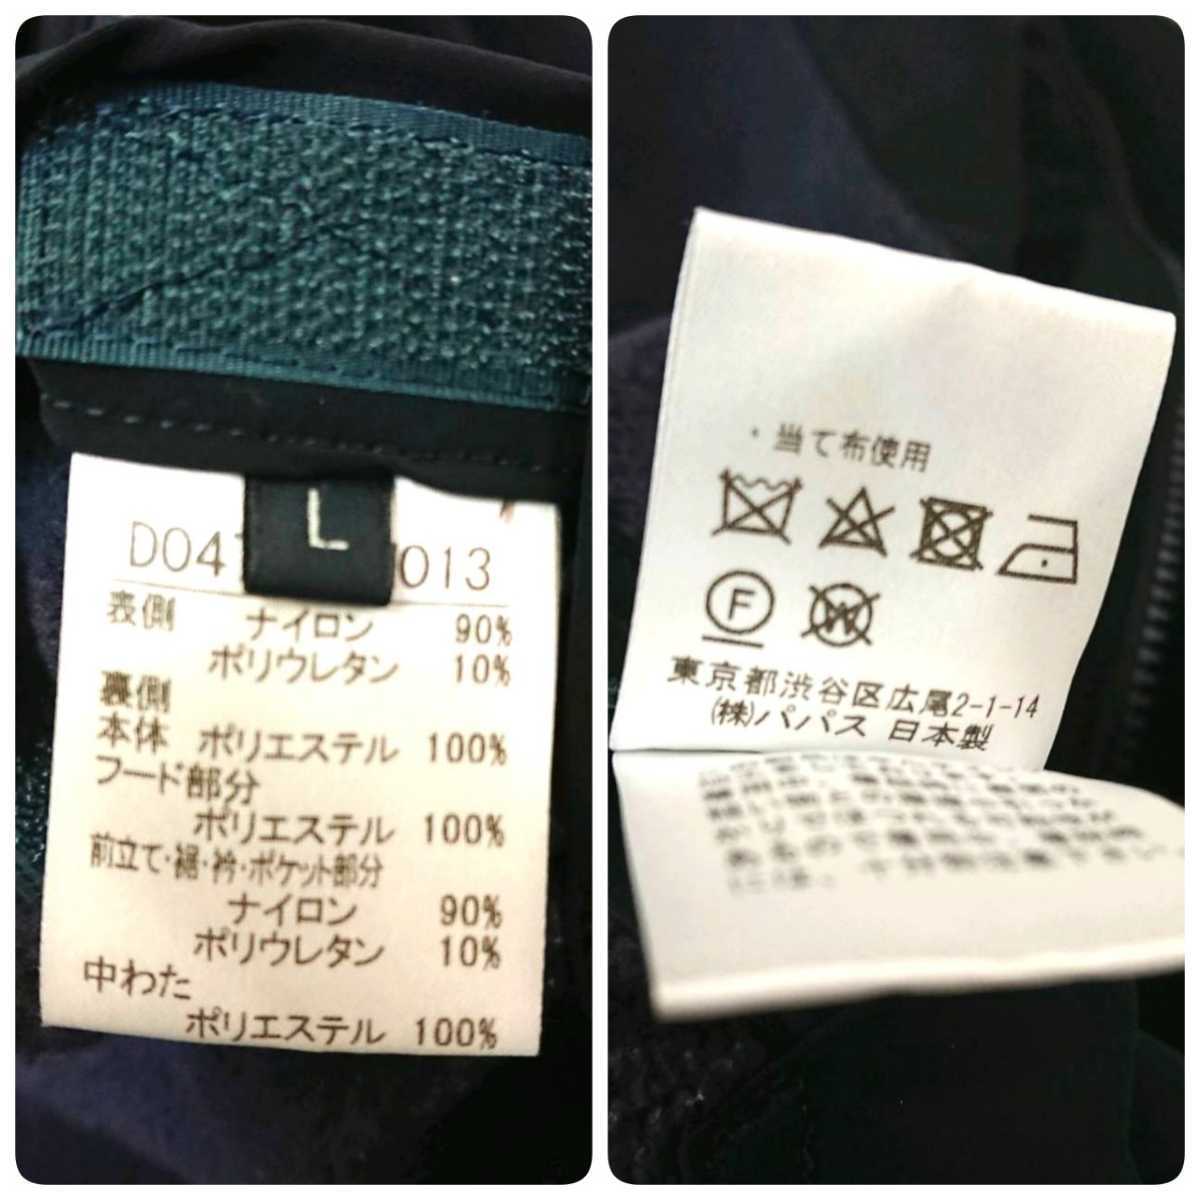 L
D04
013
表側 ナイロン 90%
ポリウレタン 10%
裏側
本体 ポリエステル 100%
フード部分
ポリエステル 100%
前立て・裾・衿・ポケット部分
ナイロン 90%
ポリウレタン 10%
中わた
ポリエステル 100%
・当て布使用
F W
東京都渋谷区広尾2-1-14
(株)パパス 日本製